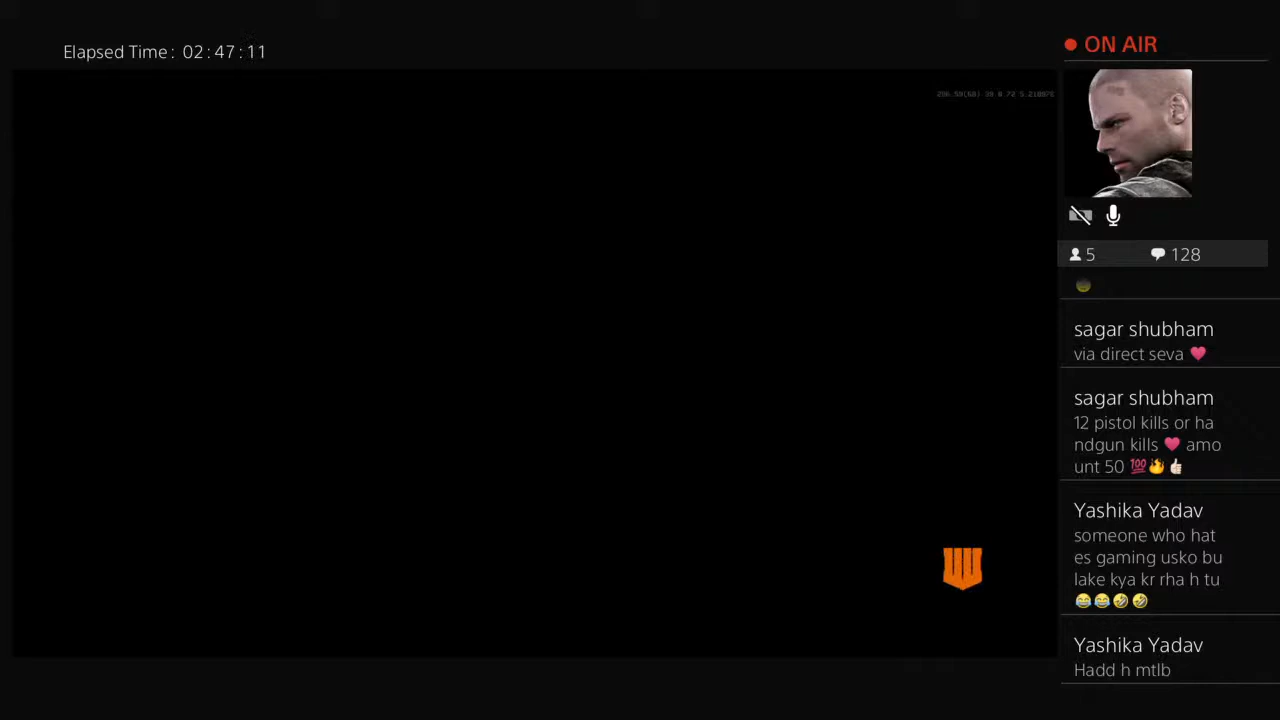 Elapsed Time: 02:47:11
ON AIR
5 128
sagar shubham
via direct seva ❤
sagar shubham
12 pistol kills or ha
ndgun kills ❤ amo
unt 50 💯🔥👍🏻
Yashika Yadav
someone who hat
es gaming usko bu
lake kya kr rha h tu
😂😂🤣🤣
Yashika Yadav
Hadd h mtlb